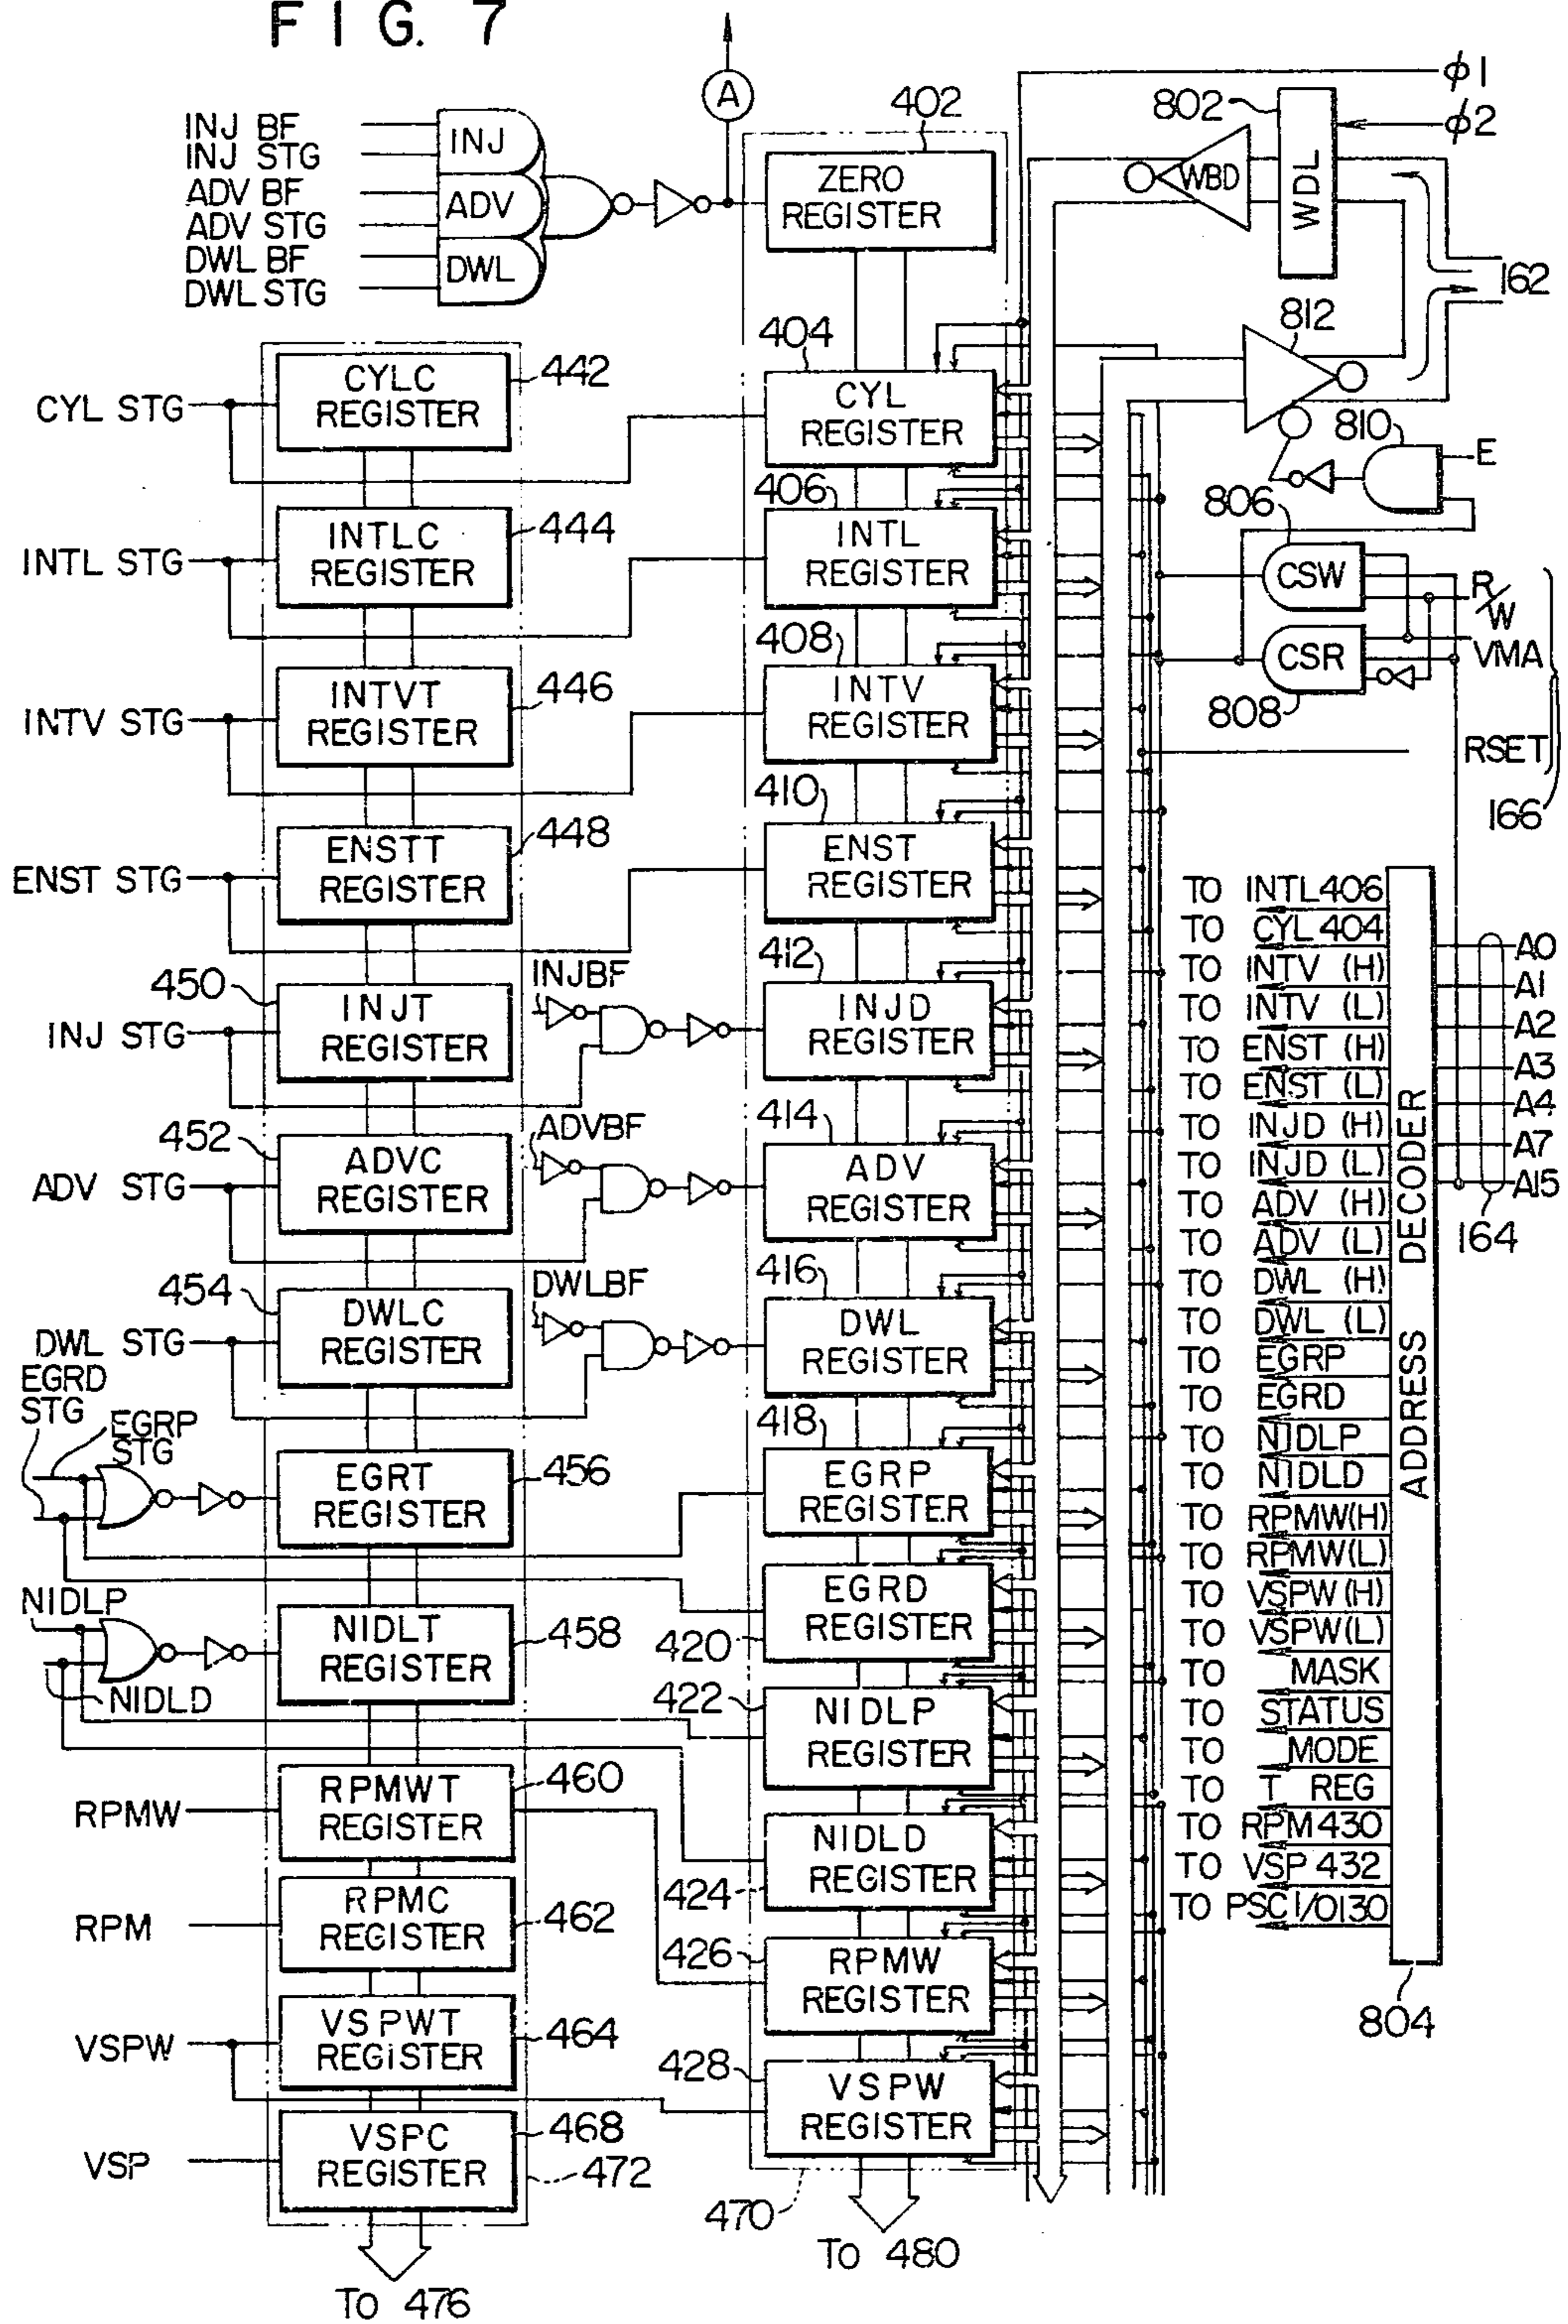 FIG. 7
A
φ1
802
φ2
402
INJ BF
INJ STG
ADV BF
ADV STG
DWL BF
DWL STG
INJ
ADV
DWL
ZERO
REGISTER
WBD
WDL
162
812
404
CYL STG
CYLC
REGISTER
442
CYL
REGISTER
810
E
406
806
INTL STG
INTLC
REGISTER
444
INTL
REGISTER
CSW
R/W
408
CSR
VMA
808
INTV STG
INTVT
REGISTER
446
INTV
REGISTER
RSET
166
410
ENST STG
ENSTT
REGISTER
448
ENST
REGISTER
412
INJBF
450
INJ STG
INJT
REGISTER
INJD
REGISTER
414
ADVBF
452
ADV STG
ADVC
REGISTER
ADV
REGISTER
416
DWLBF
454
DWL STG
DWLC
REGISTER
DWL
REGISTER
EGRD
STG
EGRP
STG
418
EGRT
REGISTER
456
EGRP
REGISTER
EGRD
REGISTER
420
NIDLP
NIDLT
REGISTER
458
NIDLD
422
NIDLP
REGISTER
RPMW
RPMWT
REGISTER
460
NIDLD
REGISTER
424
RPM
RPMC
REGISTER
462
426
RPMW
REGISTER
VSPW
VSPWT
REGISTER
464
428
VSPW
REGISTER
VSP
VSPC
REGISTER
468
472
470
TO 480
TO 476
TO INTL406
TO CYL 404
TO INTV (H)
TO INTV (L)
TO ENST (H)
TO ENST (L)
TO INJD (H)
TO INJD (L)
TO ADV (H)
TO ADV (L)
TO DWL (H)
TO DWL (L)
TO EGRP
TO EGRD
TO NIDLP
TO NIDLD
TO RPMW(H)
TO RPMW(L)
TO VSPW(H)
TO VSPW(L)
TO MASK
TO STATUS
TO MODE
TO T REG
TO RPM430
TO VSP 432
TO PSCI/O130
ADDRESS DECODER
A0
A1
A2
A3
A4
A7
A15
164
804